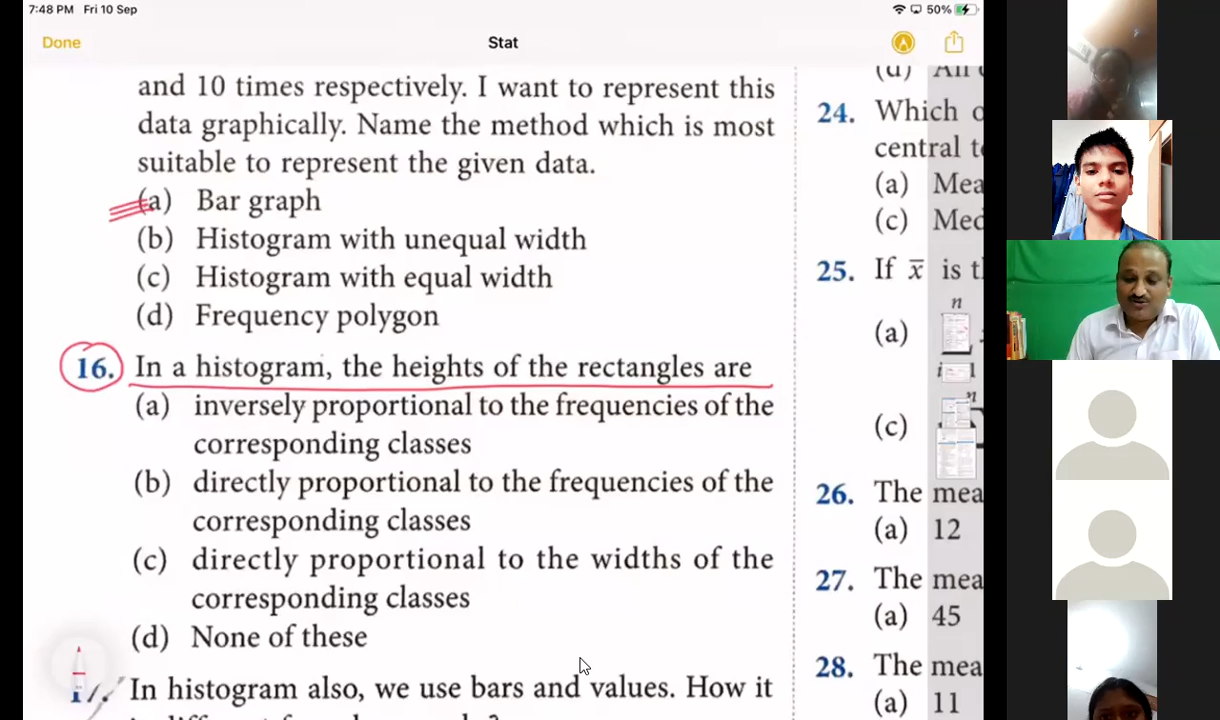 7:48 PM Fri 10 Sep
50%
Done
Stat
and 10 times respectively. I want to represent this
data graphically. Name the method which is most
suitable to represent the given data.
(a) Bar graph
(b) Histogram with unequal width
(c) Histogram with equal width
(d) Frequency polygon
16. In a histogram, the heights of the rectangles are
(a) inversely proportional to the frequencies of the
corresponding classes
(b) directly proportional to the frequencies of the
corresponding classes
(c) directly proportional to the widths of the
corresponding classes
(d) None of these
In histogram also, we use bars and values. How it
24. Which
central
(a)
(c)
25. If x̄ is
(a) n
(c) n
26. The
(a) 12
27. The
(a) 45
28. The
(a) 11